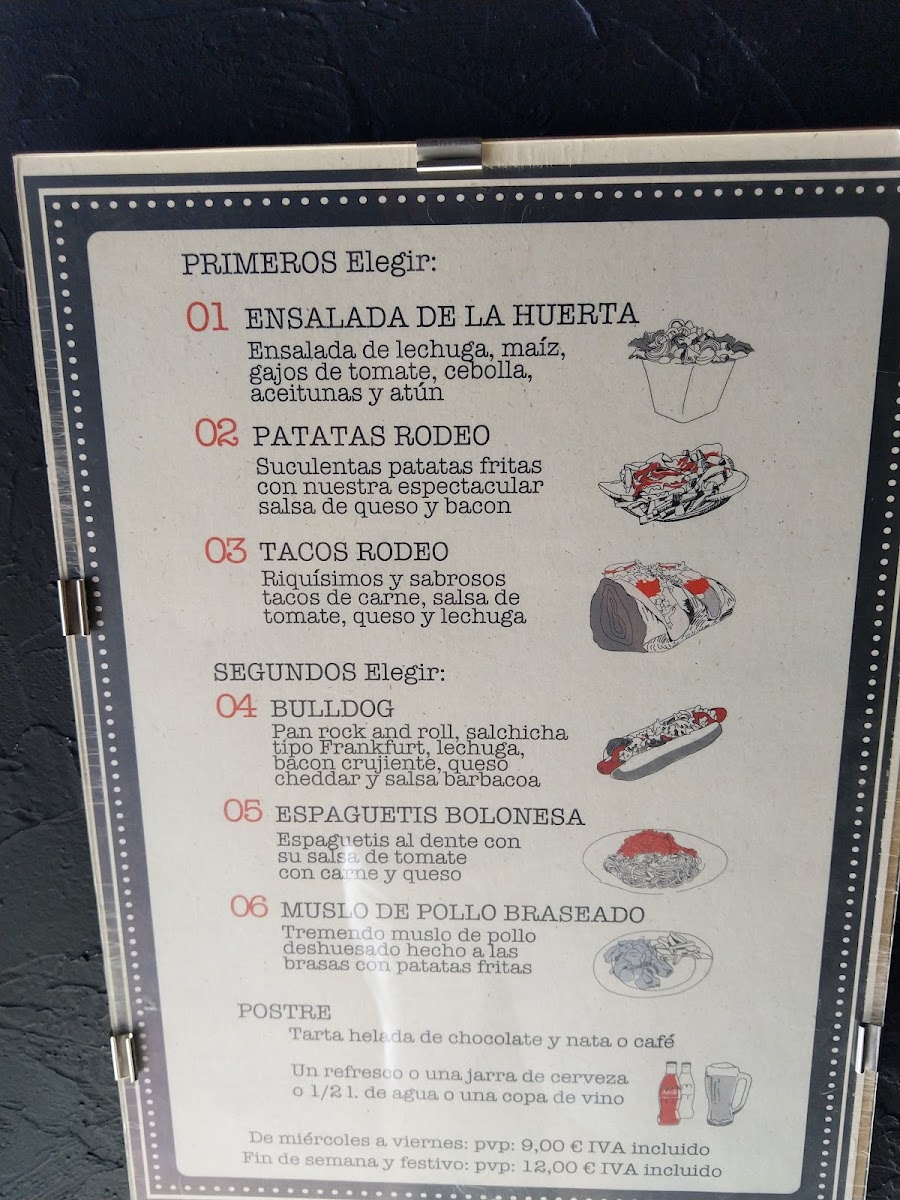 PRIMEROS Elegir:
01 ENSALADA DE LA HUERTA
Ensalada de lechuga, maíz,
gajos de tomate, cebolla,
aceitunas y atún
02 PATATAS RODEO
Suculentas patatas fritas
con nuestra espectacular
salsa de queso y bacon
03 TACOS RODEO
Riquísimos y sabrosos
tacos de carne, salsa de
tomate, queso y lechuga
SEGUNDOS Elegir:
04 BULLDOG
Pan rock and roll, salchicha
tipo Frankfurt, lechuga,
bacon crujiente, queso
cheddar y salsa barbacoa
05 ESPAGUETIS BOLONESA
Espaguetis al dente con
su salsa de tomate
con carne y queso
06 MUSLO DE POLLO BRASEADO
Tremendo muslo de pollo
deshuesado hecho a las
brasas con patatas fritas
POSTRE
Tarta helada de chocolate y nata o café
Un refresco o una jarra de cerveza
o 1/2 l. de agua o una copa de vino
De miércoles a viernes: pvp: 9,00 € IVA incluido
Fin de semana y festivo: pvp: 12,00 € IVA incluido